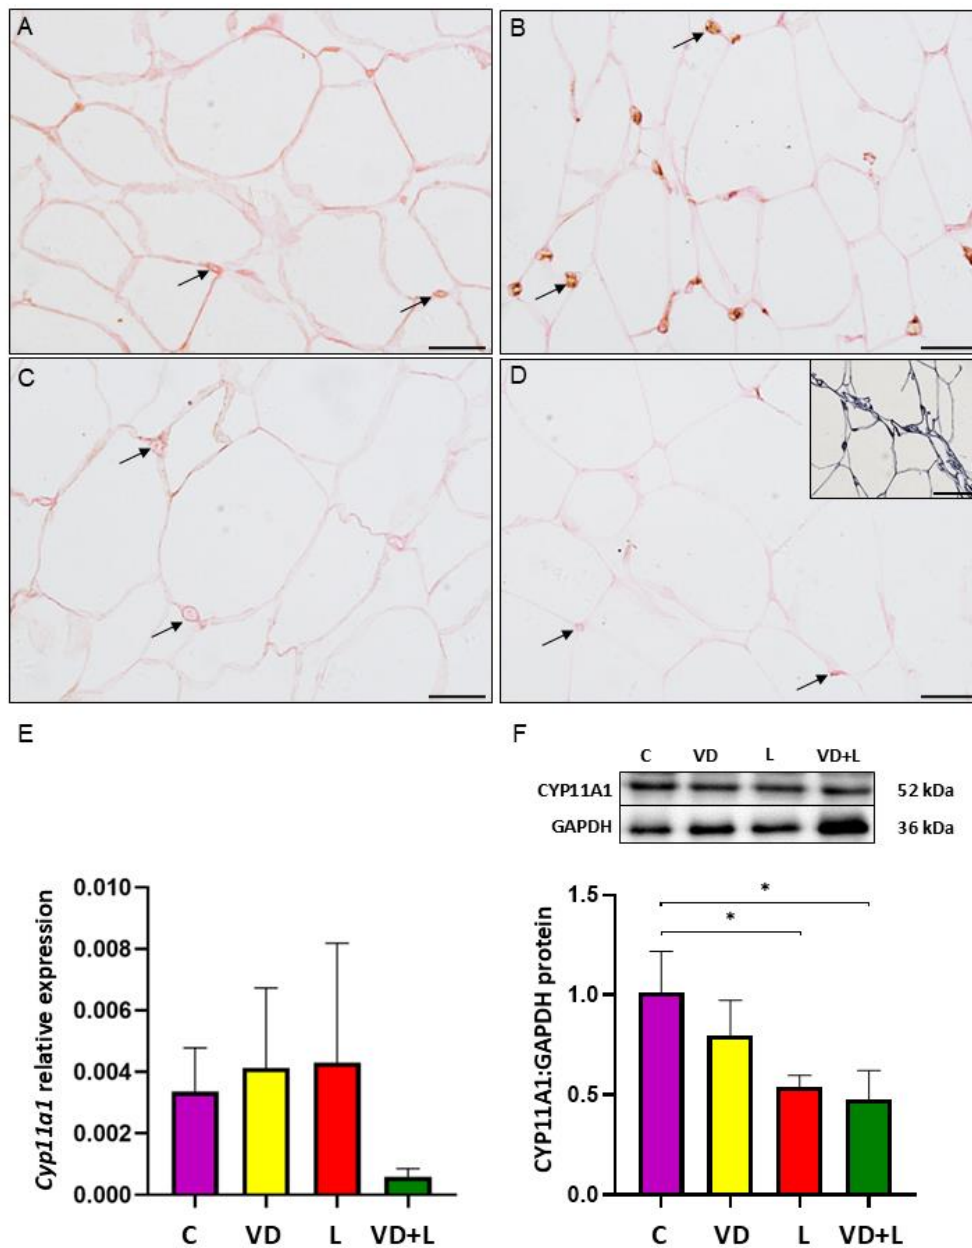 A
B
C
D
E
F
C VD L VD+L
CYP11A1 52 kDa
GAPDH 36 kDa
Cyp11a1 relative expression
0.010
0.008
0.006
0.004
0.002
0.000
C VD L VD+L
CYP11A1:GAPDH protein
1.5
1.0
0.5
0.0
*
*
C VD L VD+L